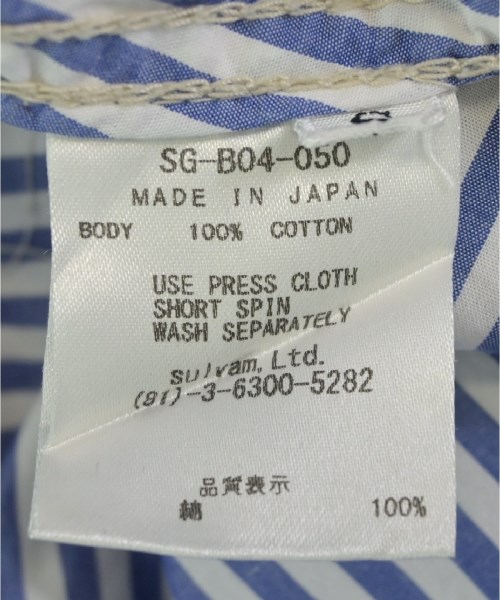 SG-B04-050
MADE IN JAPAN
BODY 100% COTTON
USE PRESS CLOTH
SHORT SPIN
WASH SEPARATELY
sulvam, Ltd.
(81)-3-6300-5282
品質表示
綿 100%